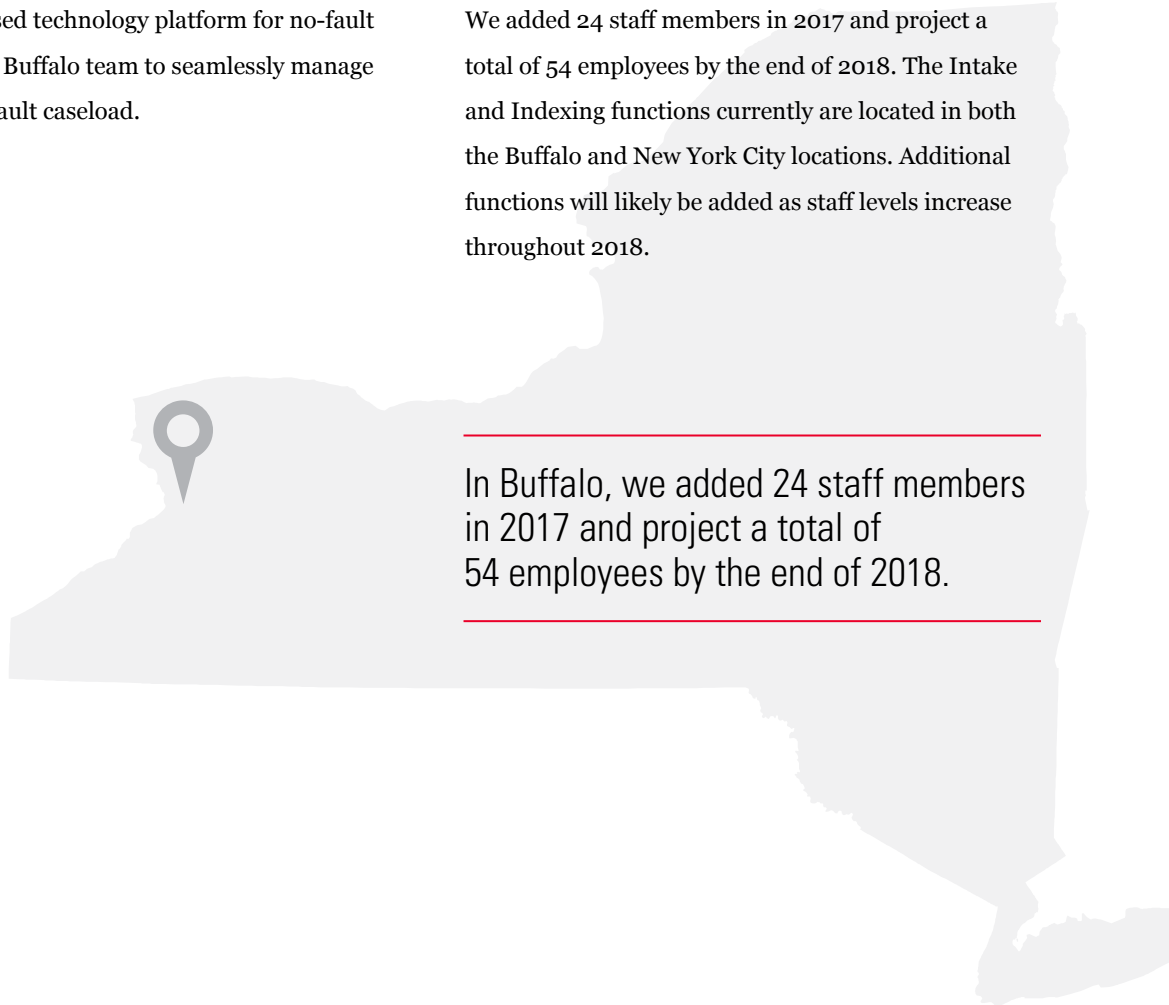 sed technology platform for no-fault
Buffalo team to seamlessly manage
ault caseload.
We added 24 staff members in 2017 and project a
total of 54 employees by the end of 2018. The Intake
and Indexing functions currently are located in both
the Buffalo and New York City locations. Additional
functions will likely be added as staff levels increase
throughout 2018.
In Buffalo, we added 24 staff members
in 2017 and project a total of
54 employees by the end of 2018.